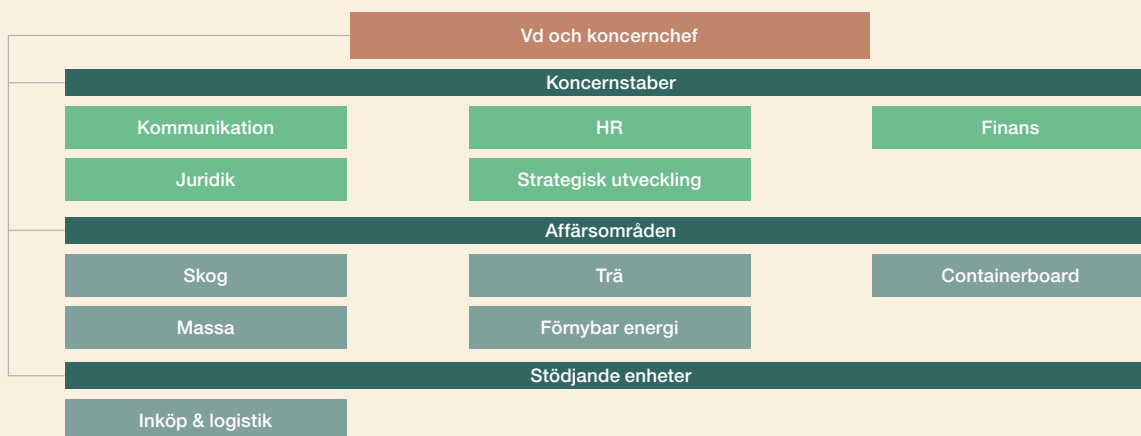 Vd och koncernchef
Koncernstaber
Kommunikation
HR
Finans
Juridik
Strategisk utveckling
Affärsområden
Skog
Trä
Containerboard
Massa
Förnybar energi
Stödjande enheter
Inköp & logistik